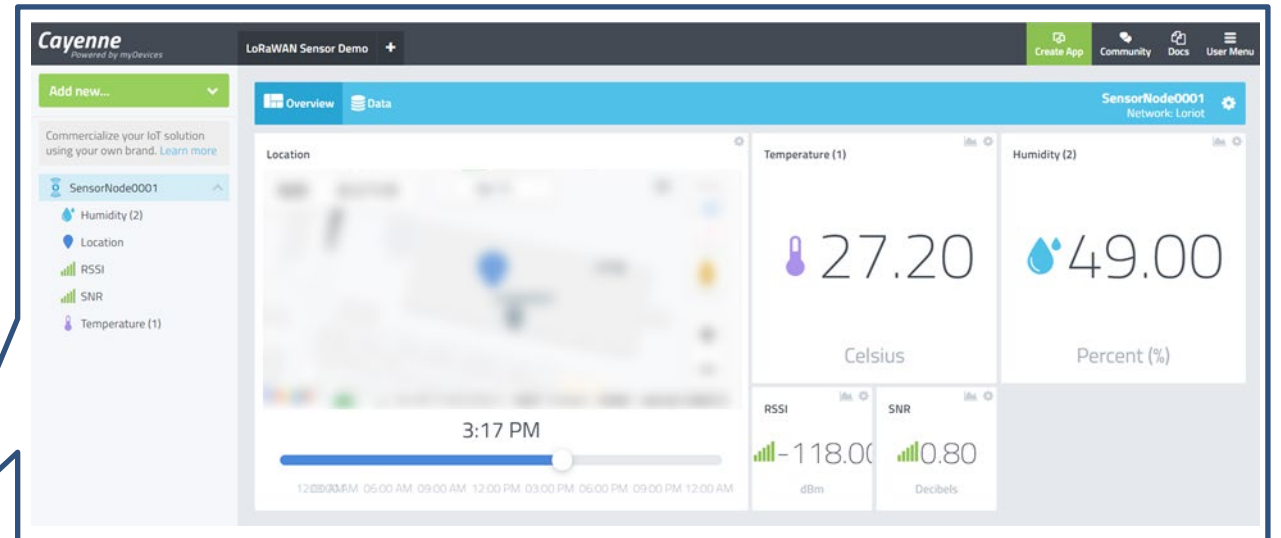 Cayenne
Powered by myDevices
LoRaWAN Sensor Demo +
Create App
Community
Docs
User Menu
Add new...
Commercialize your IoT solution
using your own brand. Learn more
SensorNode0001
Humidity (2)
Location
RSSI
SNR
Temperature (1)
Overview
Data
SensorNode0001
Network: Loriot
Location
3:17 PM
06:00 AM 09:00 AM 12:00 PM 03:00 PM 06:00 PM 09:00 PM 12:00 AM
Temperature (1)
27.20
Celsius
Humidity (2)
49.00
Percent (%)
RSSI
-118.00
dBm
SNR
0.80
Decibels